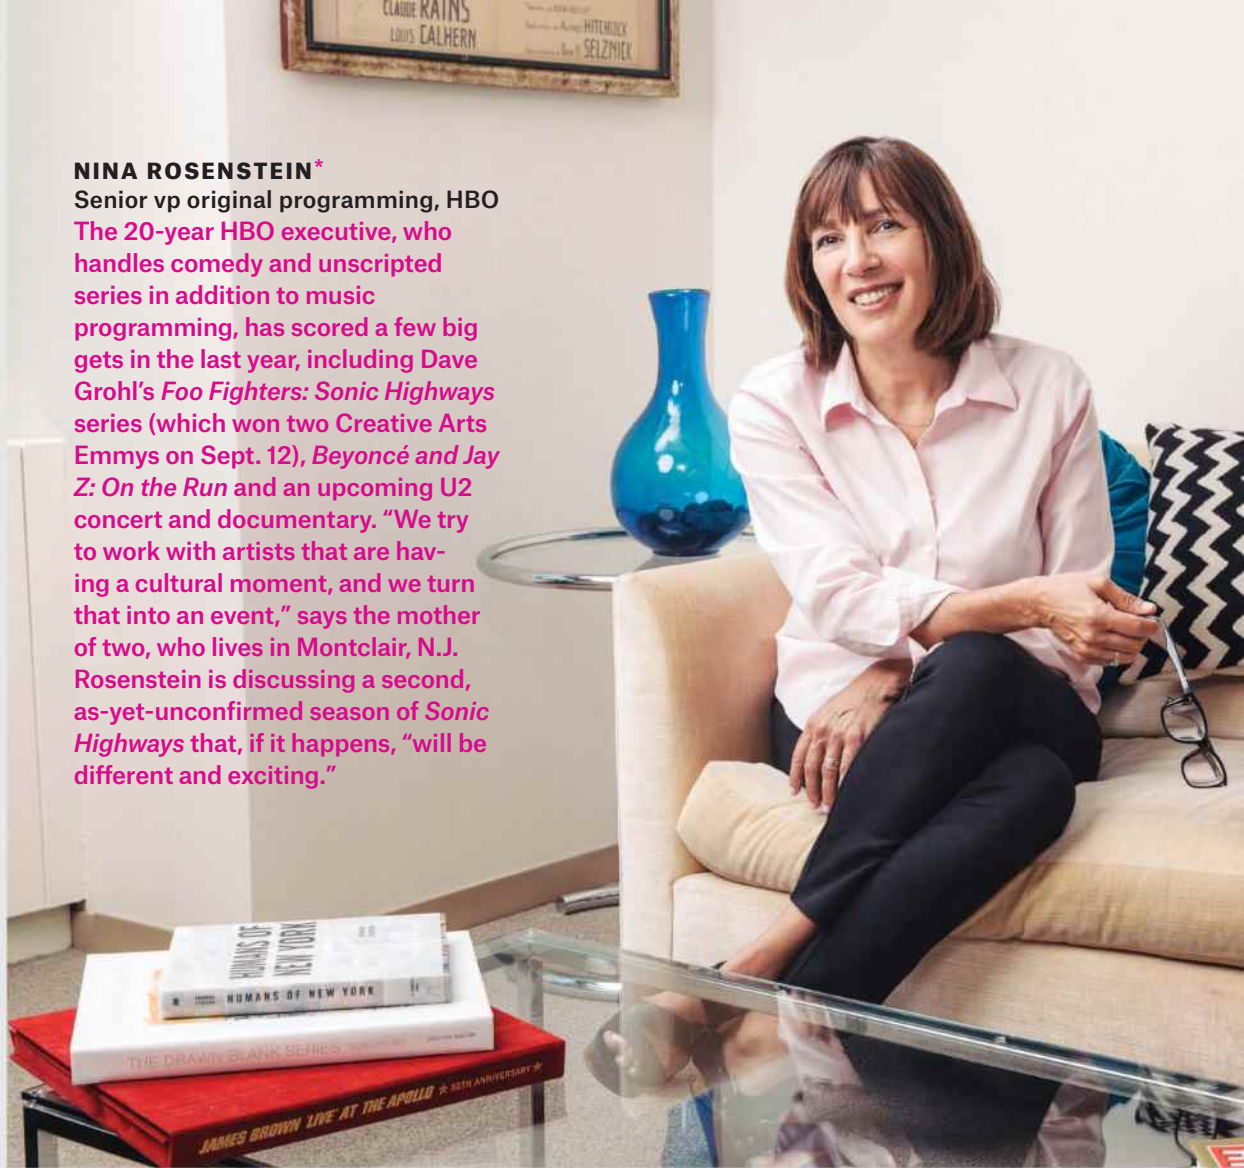 CLAUDE RAINS
LOUIS CALHERN
HITCHCOCK
SELZNICK
NINA ROSENSTEIN*
Senior vp original programming, HBO
The 20-year HBO executive, who
handles comedy and unscripted
series in addition to music
programming, has scored a few big
gets in the last year, including Dave
Grohl’s Foo Fighters: Sonic Highways
series (which won two Creative Arts
Emmys on Sept. 12), Beyoncé and Jay
Z: On the Run and an upcoming U2
concert and documentary. “We try
to work with artists that are hav-
ing a cultural moment, and we turn
that into an event,” says the mother
of two, who lives in Montclair, N.J.
Rosenstein is discussing a second,
as-yet-unconfirmed season of Sonic
Highways that, if it happens, “will be
different and exciting.”
HUMANS OF
NEW YORK
HUMANS OF NEW YORK
THE DRAWN BLANK SERIES
JAMES BROWN 'LIVE' AT THE APOLLO ★ 50TH ANNIVERSARY ★